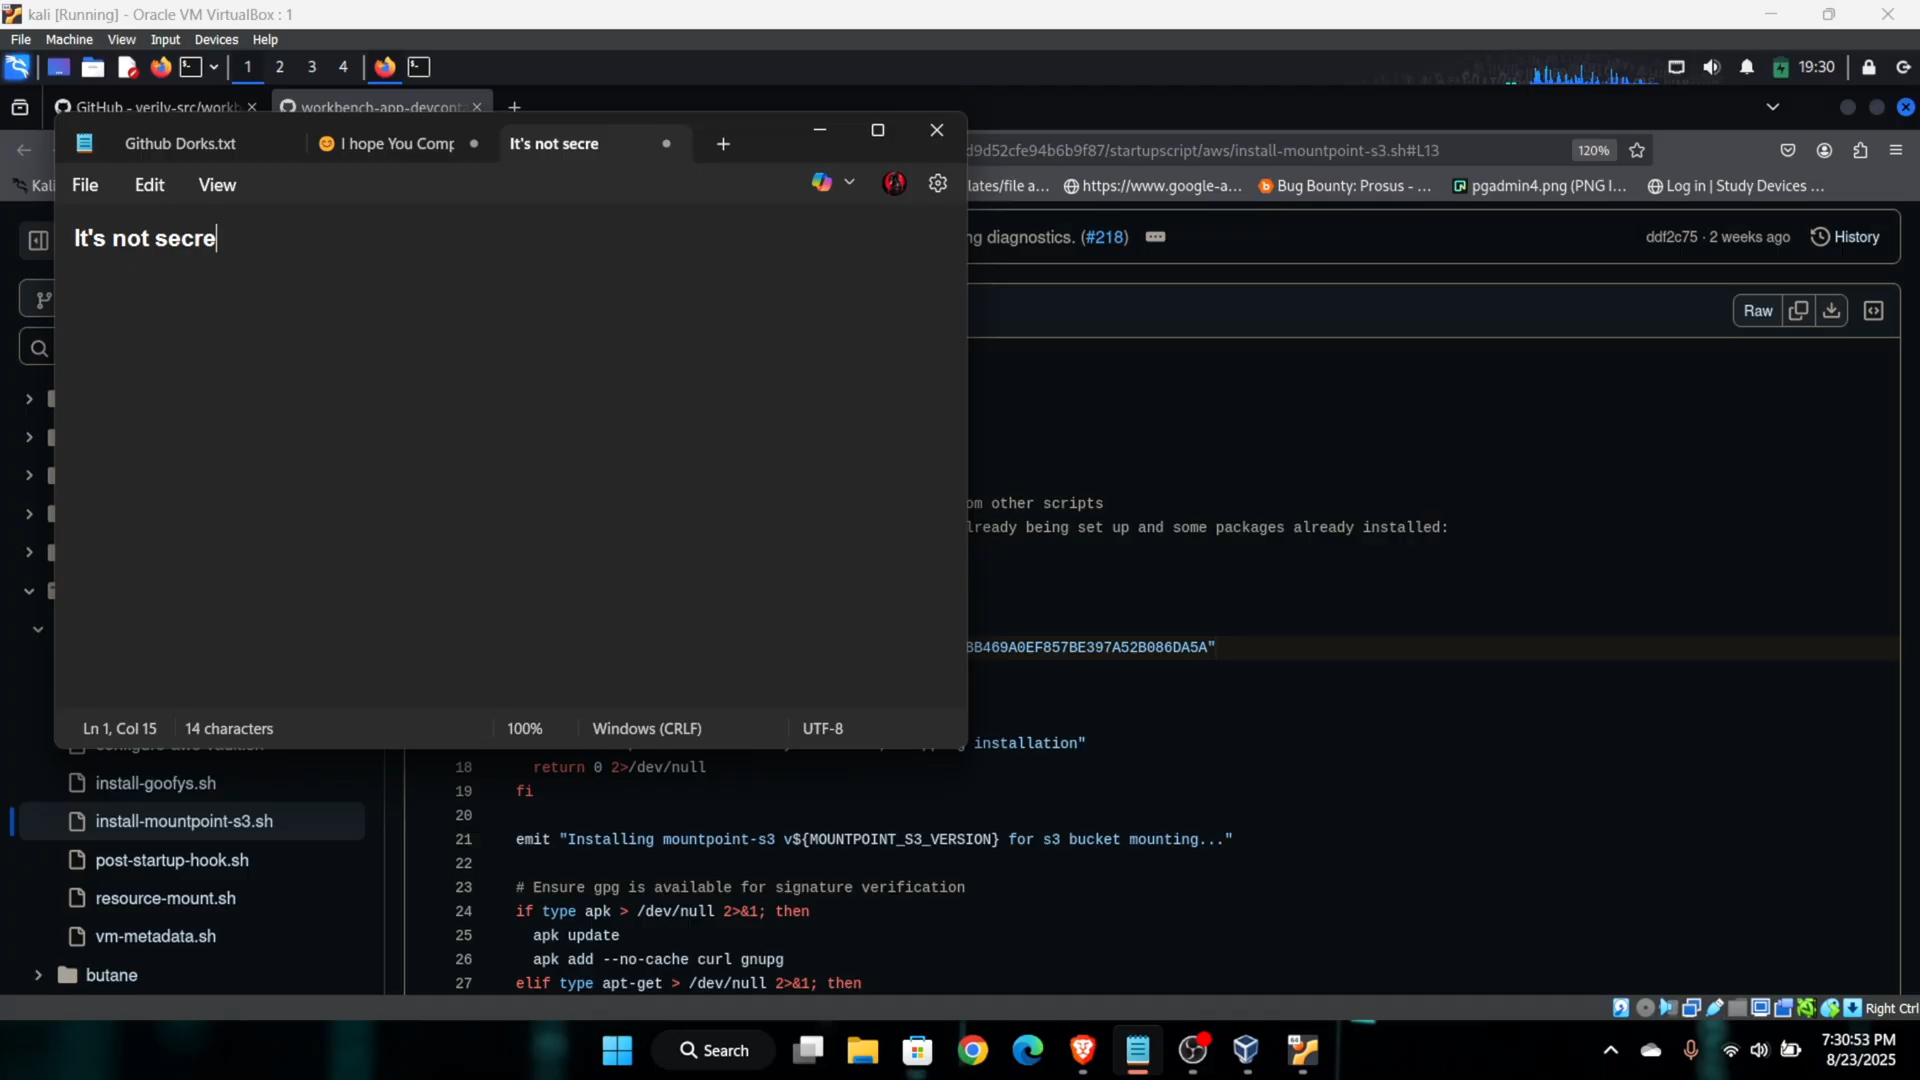 kali [Running] - Oracle VM VirtualBox : 1
File Machine View Input Devices Help
1 2 3 4 19:30
GitHub - verily-src/workb workbench-app-devconta
Github Dorks.txt I hope You Comp It's not secre
d9d52cfe94b6b9f87/startupscript/aws/install-mountpoint-s3.sh#L13 120%
File Edit View
Kali lates/file a... https://www.google-a... Bug Bounty: Prosus - ... pgadmin4.png (PNG I... Log in | Study Devices ...
It's not secre
ng diagnostics. (#218) ddf2c75 · 2 weeks ago History
Raw
om other scripts
lready being set up and some packages already installed:
8B469A0EF857BE397A52B086DA5A"
Ln 1, Col 15 14 characters 100% Windows (CRLF) UTF-8
installation"
18 return 0 2>/dev/null
install-goofys.sh
19 fi
20
install-mountpoint-s3.sh
21 emit "Installing mountpoint-s3 v${MOUNTPOINT_S3_VERSION} for s3 bucket mounting..."
post-startup-hook.sh
22
23 # Ensure gpg is available for signature verification
resource-mount.sh
24 if type apk > /dev/null 2>&1; then
vm-metadata.sh
25 apk update
26 apk add --no-cache curl gnupg
butane
27 elif type apt-get > /dev/null 2>&1; then
Right Ctrl
Search
7:30:53 PM
8/23/2025